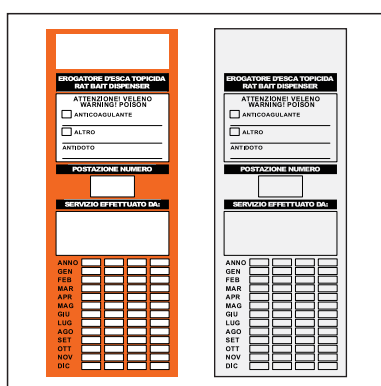 EROGATORE D'ESCA TOPICIDA
RAT BAIT DISPENSER
ATTENZIONE! VELENO
WARNING! POISON
ANTICOAGULANTE
ALTRO
ANTIDOTO
POSTAZIONE NUMERO
SERVIZIO EFFETTUATO DA:
ANNO
GEN
FEB
MAR
APR
MAG
GIU
LUG
AGO
SET
OTT
NOV
DIC
EROGATORE D'ESCA TOPICIDA
RAT BAIT DISPENSER
ATTENZIONE! VELENO
WARNING! POISON
ANTICOAGULANTE
ALTRO
ANTIDOTO
POSTAZIONE NUMERO
SERVIZIO EFFETTUATO DA:
ANNO
GEN
FEB
MAR
APR
MAG
GIU
LUG
AGO
SET
OTT
NOV
DIC